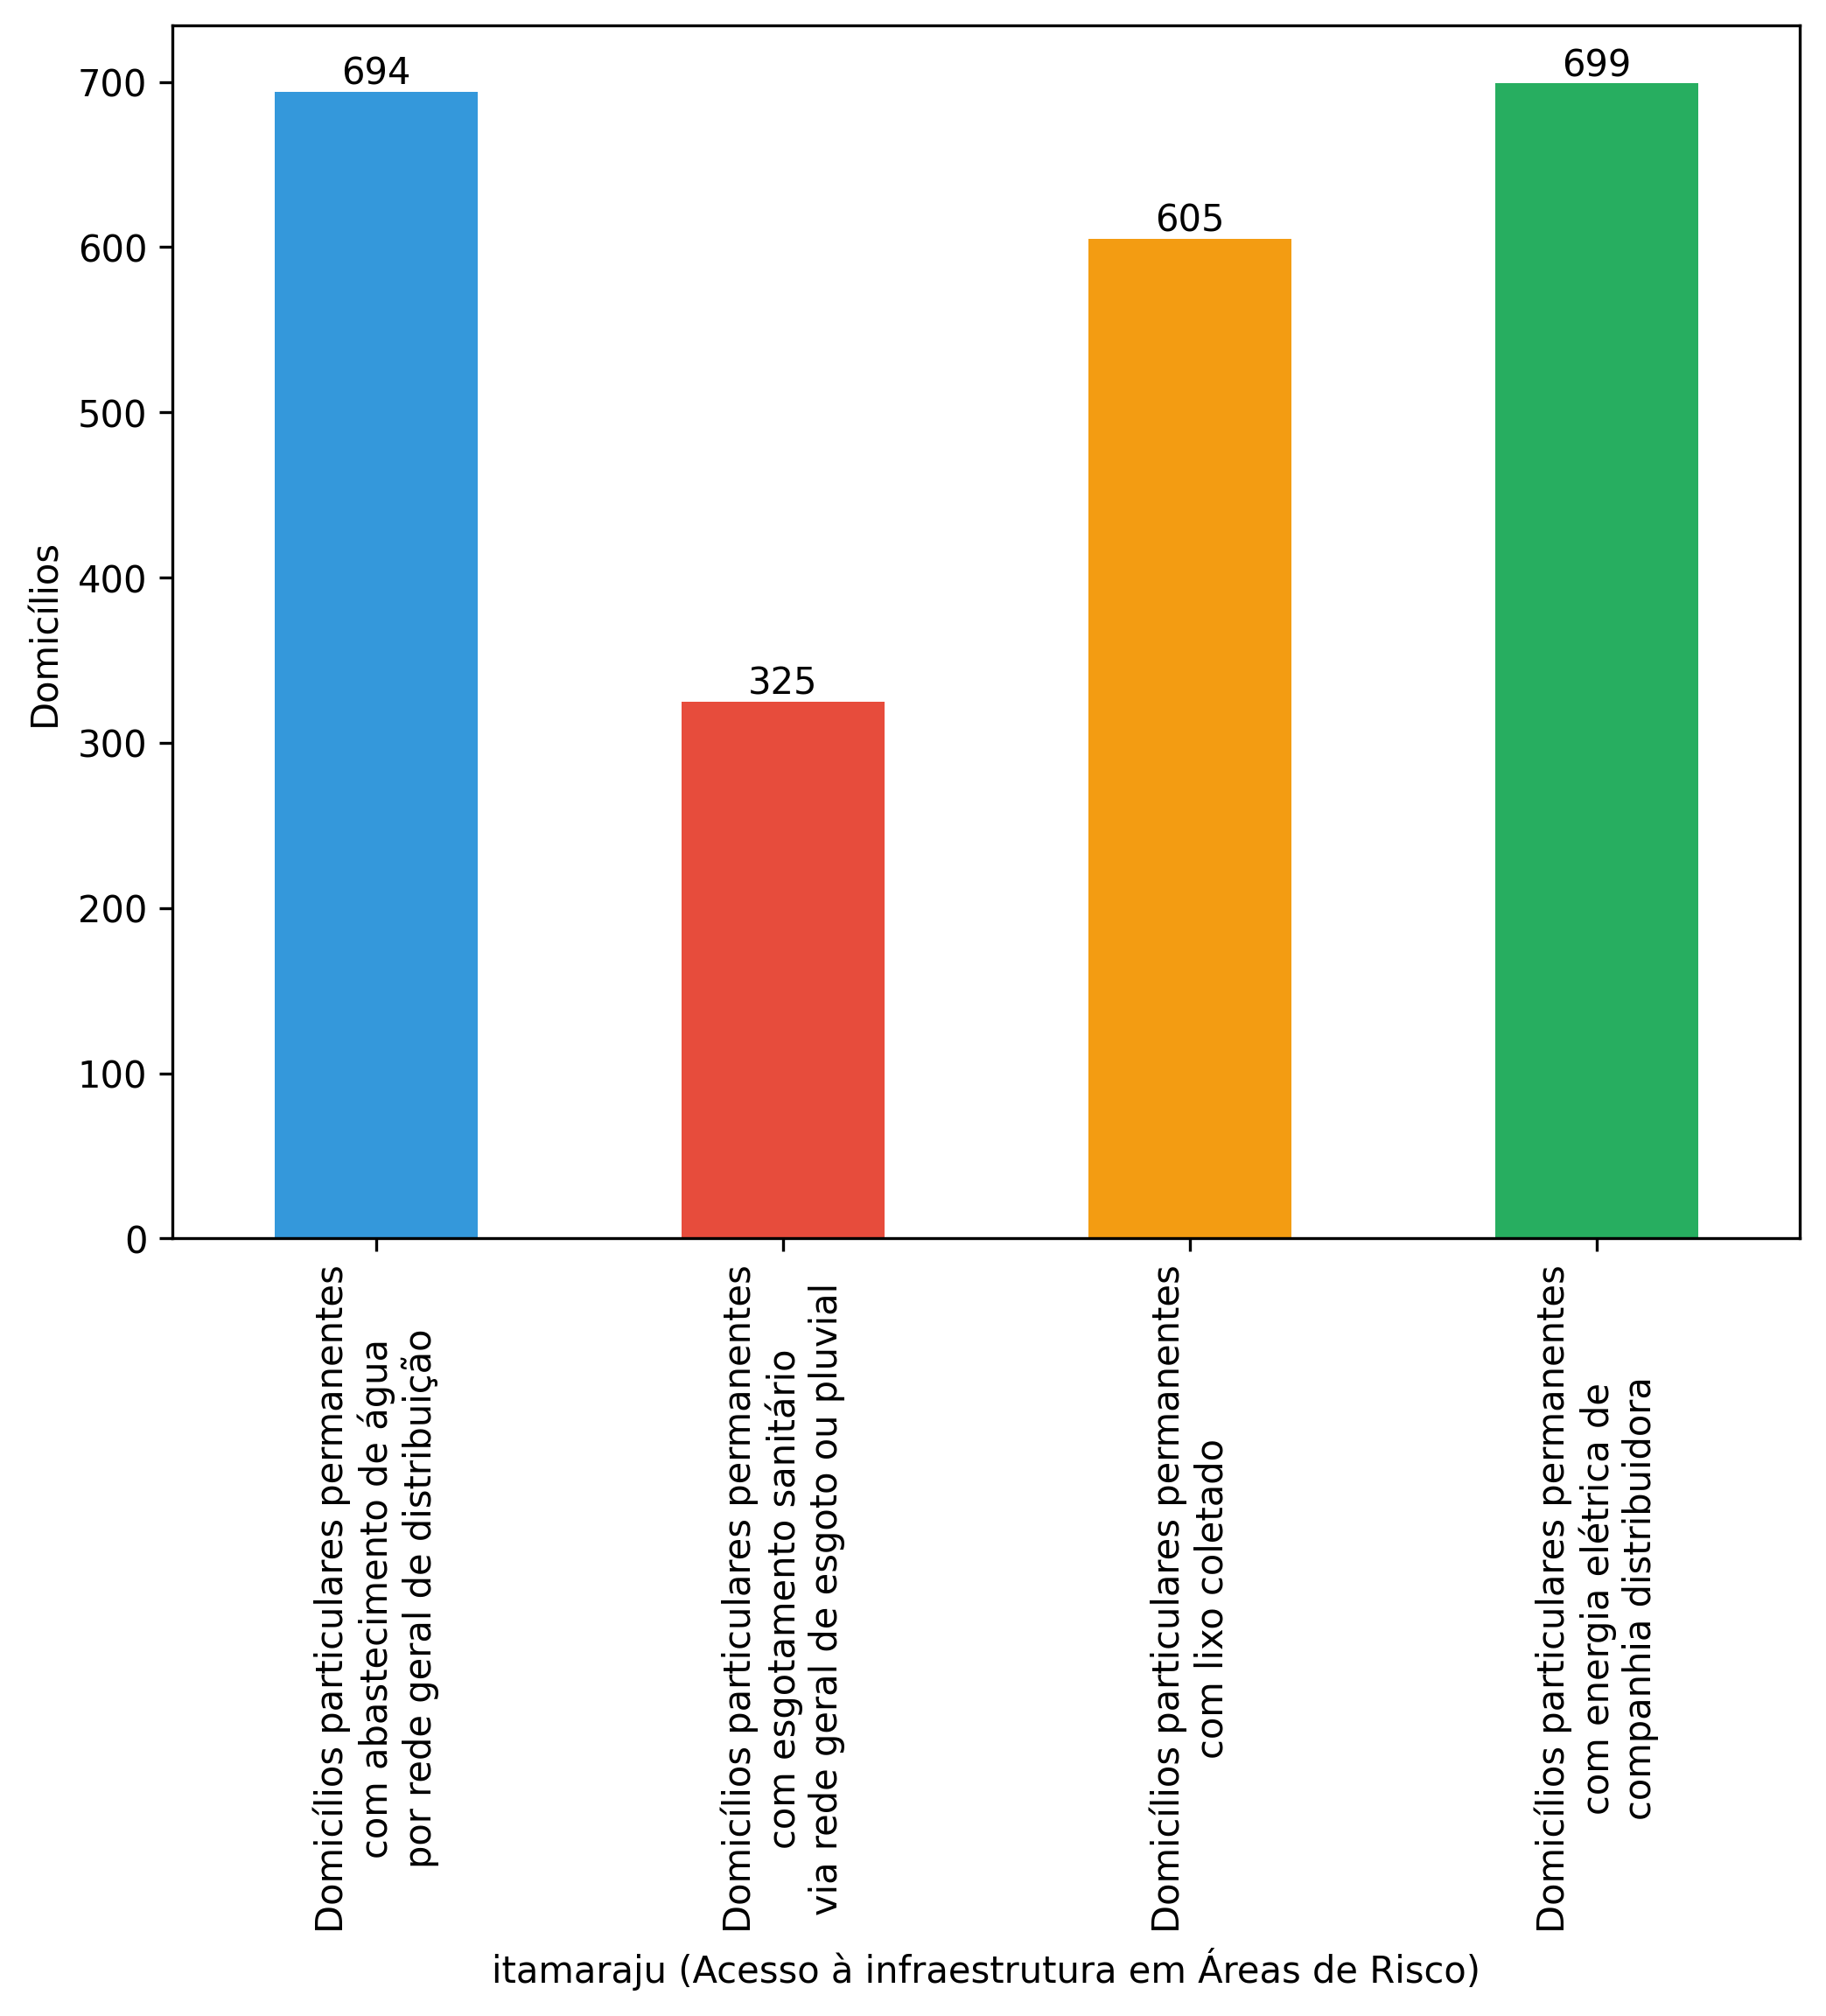 694
325
605
699
700
600
500
400
300
200
100
0
Domicílios
Domicílios particulares permanentes
com abastecimento de água
por rede geral de distribuição
Domicílios particulares permanentes
com esgotamento sanitário
via rede geral de esgoto ou pluvial
Domicílios particulares permanentes
com lixo coletado
Domicílios particulares permanentes
com energia elétrica de
companhia distribuidora
itamaraju (Acesso à infraestrutura em Áreas de Risco)